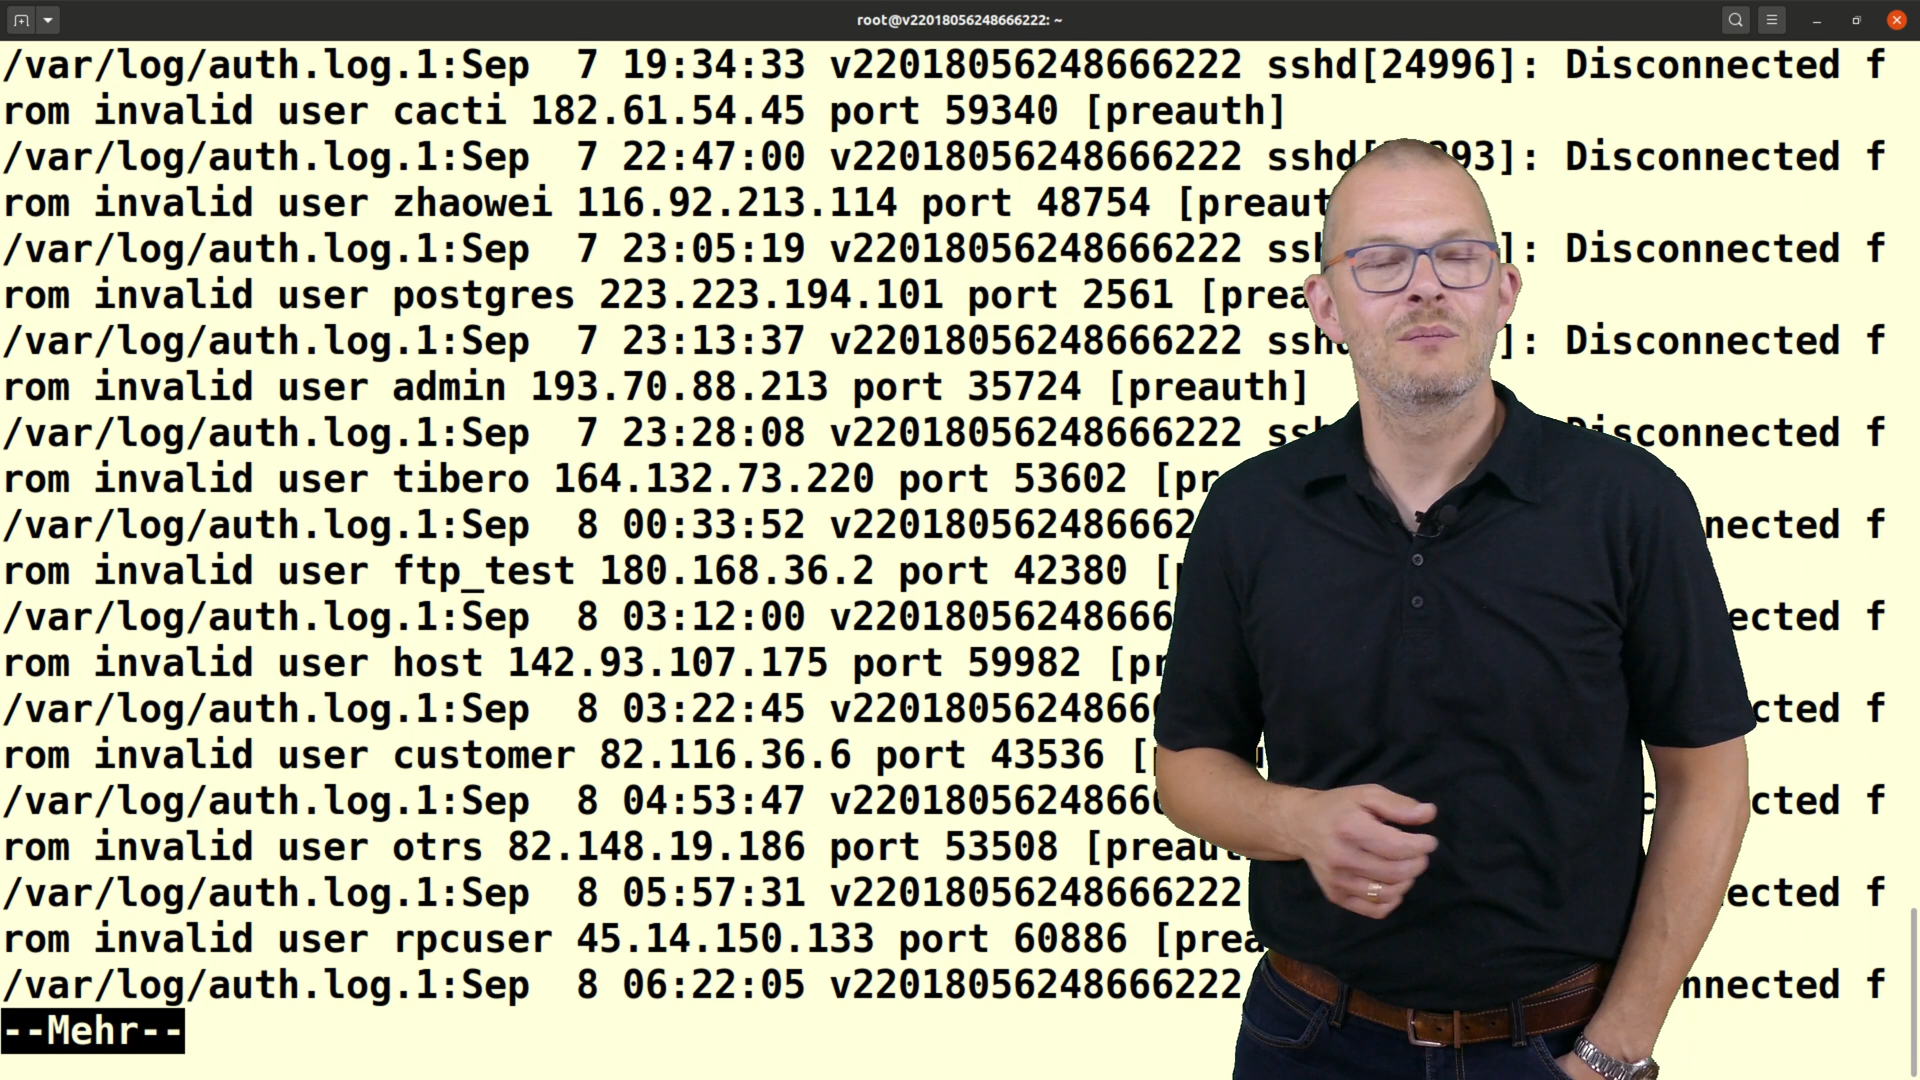 root@v22018056248666222: ~
/var/log/auth.log.1:Sep  7 19:34:33 v22018056248666222 sshd[24996]: Disconnected f
rom invalid user cacti 182.61.54.45 port 59340 [preauth]
/var/log/auth.log.1:Sep  7 22:47:00 v22018056248666222 Disconnected f
rom invalid user zhaowei 116.92.213.114 port 48754
/var/log/auth.log.1:Sep  7 23:05:19 v22018056248666222 Disconnected f
rom invalid user postgres 223.223.194.101 port 2561
/var/log/auth.log.1:Sep  7 23:13:37 v22018056248666222 Disconnected f
rom invalid user admin 193.70.88.213 port 35724 [preauth]
/var/log/auth.log.1:Sep  7 23:28:08 v22018056248666222 f
rom invalid user tibero 164.132.73.220 port 53602
/var/log/auth.log.1:Sep  8 00:33:52 f
rom invalid user ftp_test 180.168.36.2 port 42380
/var/log/auth.log.1:Sep  8 03:12:00 f
rom invalid user host 142.93.107.175 port 59982
/var/log/auth.log.1:Sep  8 03:22:45 f
rom invalid user customer 82.116.36.6 port 43536
/var/log/auth.log.1:Sep  8 04:53:47 f
rom invalid user otrs 82.148.19.186 port 53508
/var/log/auth.log.1:Sep  8 05:57:31 v22018056248666222 f
rom invalid user rpcuser 45.14.150.133 port 60886
/var/log/auth.log.1:Sep  8 06:22:05 v22018056248666222 f
--Mehr--